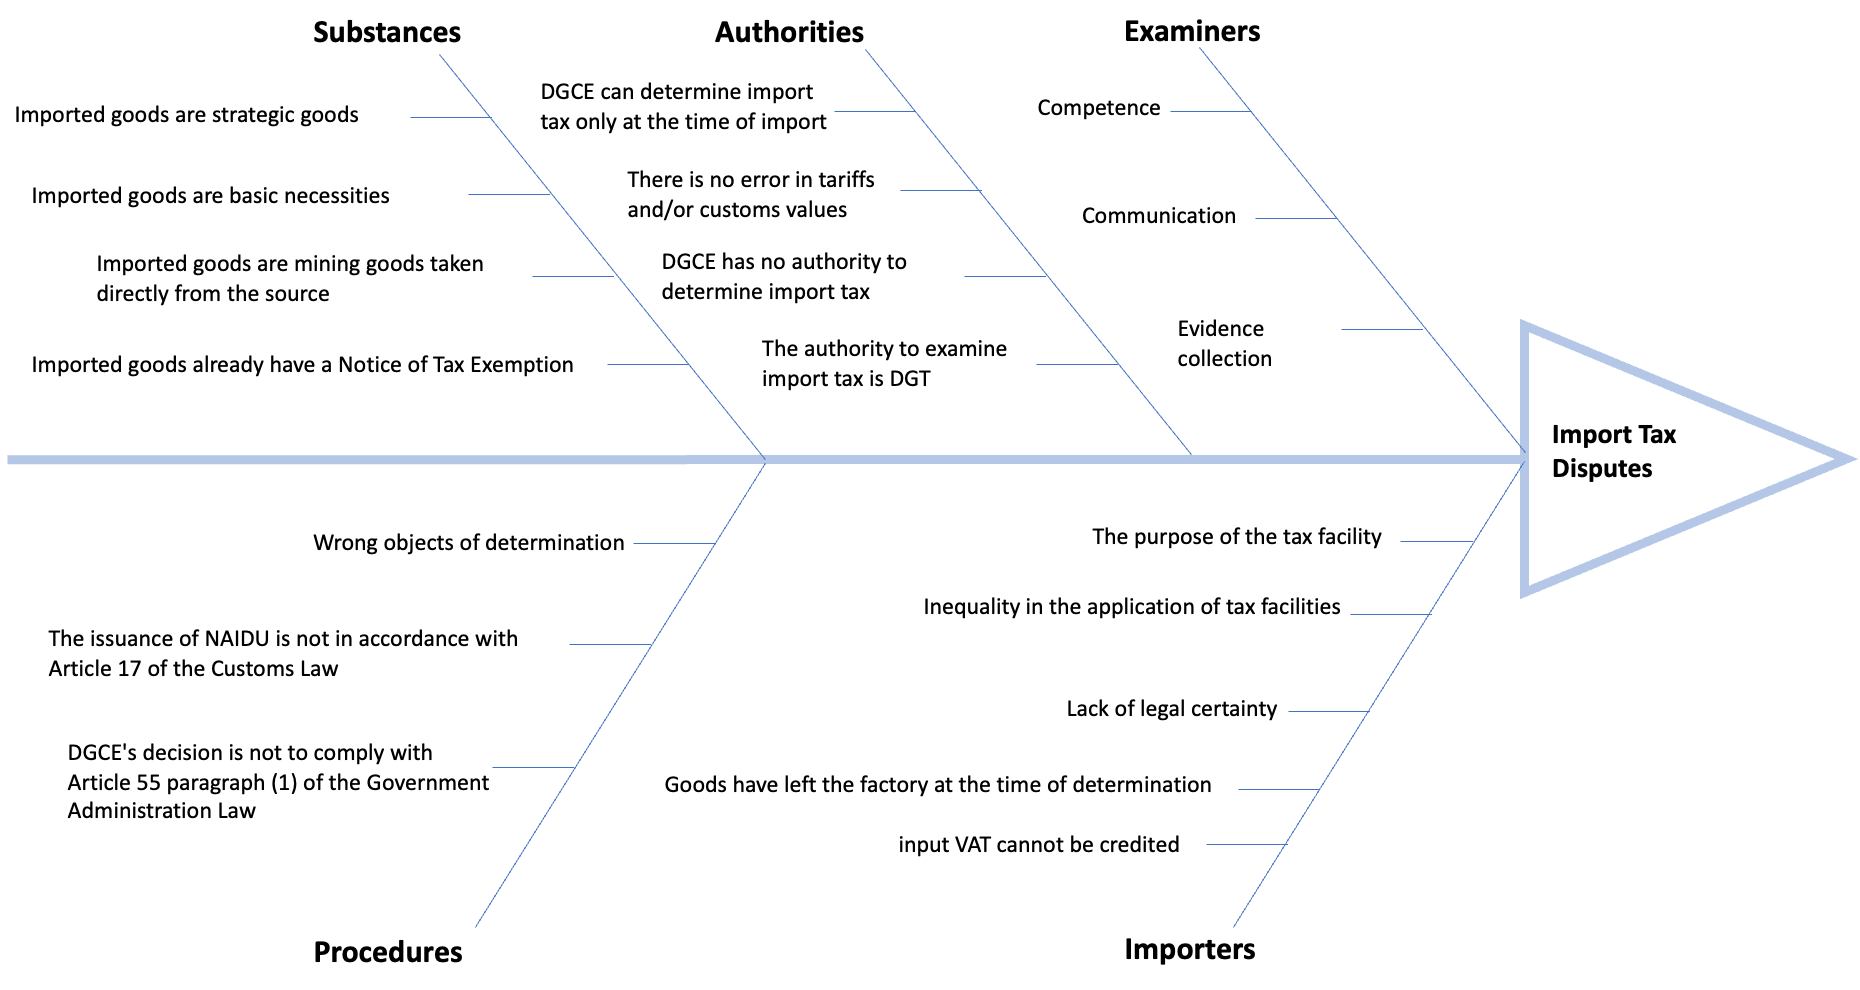 Substances
Imported goods are strategic goods
Imported goods are basic necessities
Imported goods are mining goods taken
directly from the source
Imported goods already have a Notice of Tax Exemption
Authorities
DGCE can determine import
tax only at the time of import
There is no error in tariffs
and/or customs values
DGCE has no authority to
determine import tax
The authority to examine
import tax is DGT
Examiners
Competence
Communication
Evidence
collection
Import Tax
Disputes
Wrong objects of determination
The issuance of NAIDU is not in accordance with
Article 17 of the Customs Law
DGCE's decision is not to comply with
Article 55 paragraph (1) of the Government
Administration Law
Procedures
The purpose of the tax facility
Inequality in the application of tax facilities
Lack of legal certainty
Goods have left the factory at the time of determination
input VAT cannot be credited
Importers